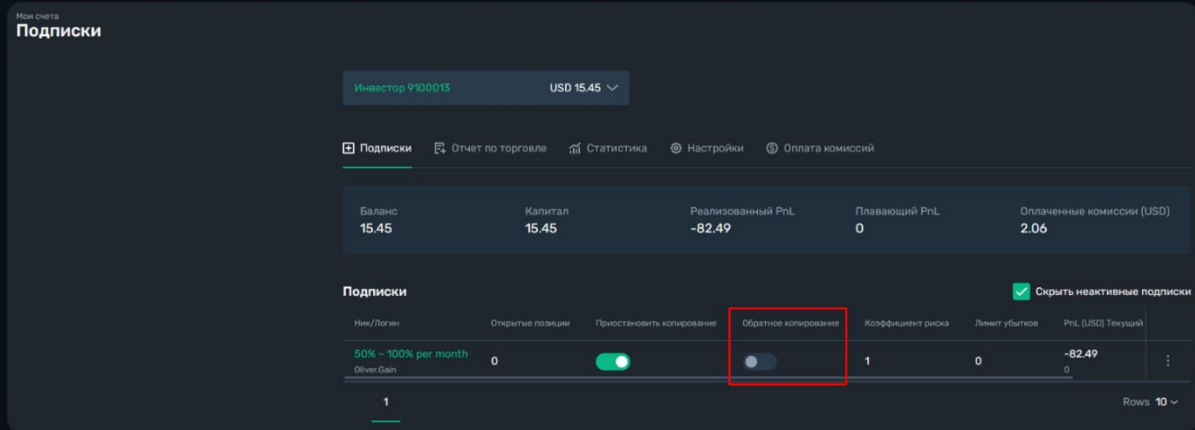 Мои счета
Подписки
Инвестор 9100013 USD 15.45
Подписки Отчет по торговле Статистика Настройки Оплата комиссий
Баланс Капитал Реализованный PnL Плавающий PnL Оплаченные комиссии (USD)
15.45 15.45 -82.49 0 2.06
Подписки Скрыть неактивные подписки
Ник/Логин Открытые позиции Приостановить копирование Обратное копирование Коэффициент риска Лимит убытков PnL (USD) Текущий
50% ~ 100% per month 0 1 0 -82.49
Oliver.Gain 0
1 Rows 10